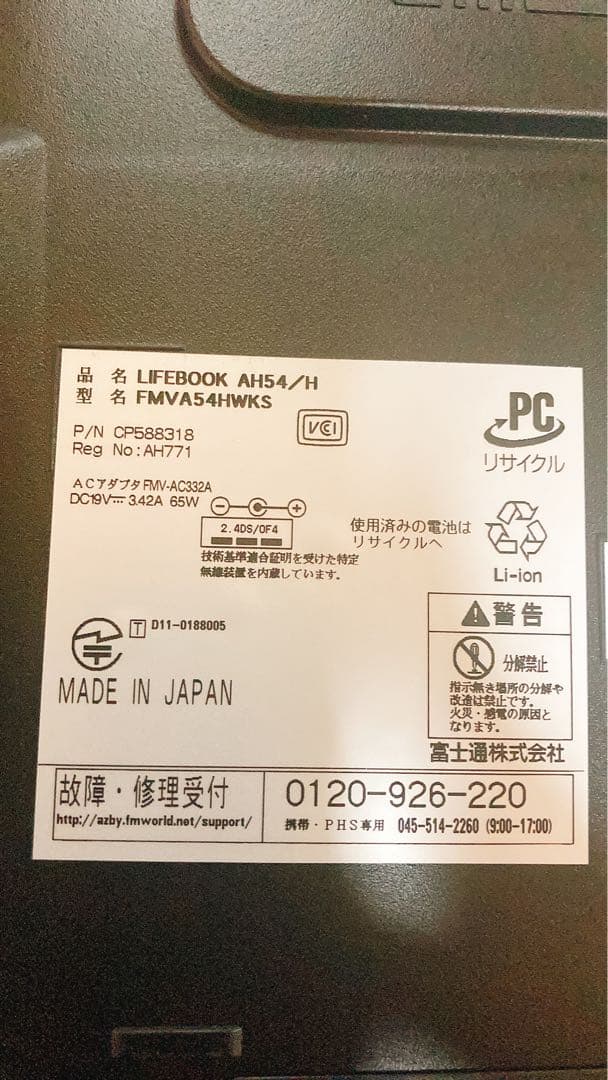 品 名 LIFEBOOK AH54/H
型 名 FMVA54HWKS
P/N CP588318
Reg No:AH771
VCI
PC
リサイクル
ACアダプタ FMV-AC332A
DC19V⎓ 3.42A 65W
2.4DS/OF4
技術基準適合証明を受けた特定
無線装置を内蔵しています。
使用済みの電池は
リサイクルへ
Li-ion
T D11-0188005
MADE IN JAPAN
警告
分解禁止
指示無き場所の分解や
改造は禁止です。
火災・感電の原因と
なります。
富士通株式会社
故障・修理受付
http://azby.fmworld.net/support/
0120-926-220
携帯・PHS専用 045-514-2260 (9:00-17:00)